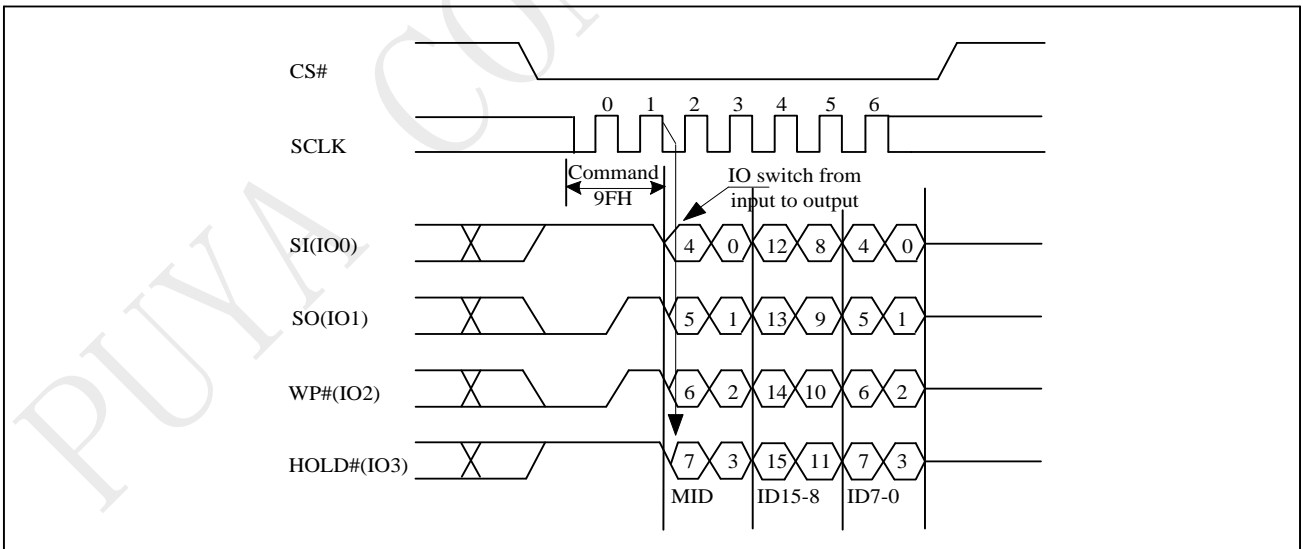 PUYA CON
CS#
0 1 2 3 4 5 6
SCLK
Command
9FH
IO switch from
input to output
SI(IO0)
4 0 12 8 4 0
SO(IO1)
5 1 13 9 5 1
WP#(IO2)
6 2 14 10 6 2
HOLD#(IO3)
7 3 15 11 7 3
MID ID15-8 ID7-0